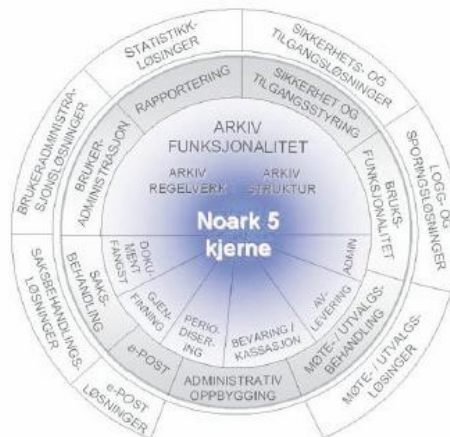 STATISTIKK-
LØSNINGER
SIKKERHETS- OG
TILGANGSLØSNINGER
BRUKERADMINISTRA-
SJONSLØSNINGER
RAPPORTERING
SIKKERHET OG
TILGANGSSTYRING
LOGG- OG
SPORINGSLØSNINGER
BRUKER-
ADMINISTRASJON
ARKIV
FUNKSJONALITET
BRUKS-
FUNKSJONALITET
ARKIV
REGELVERK
ARKIV
STRUKTUR
Noark 5
kjerne
DOKU-
MENT
FANGST
GJEN-
FINNING
PERIO-
DISER-
ING
BEVARING /
KASSASJON
AV-
LEVERING
ADMIN
SAKS-
BEHANDLING
SAKSBEHANDLINGS-
LØSNINGER
e-POST
e-POST
LØSNINGER
ADMINISTRATIV
OPPBYGGING
MØTE- / UTVALGS-
BEHANDLING
MØTE- / UTVALGS-
LØSINGER